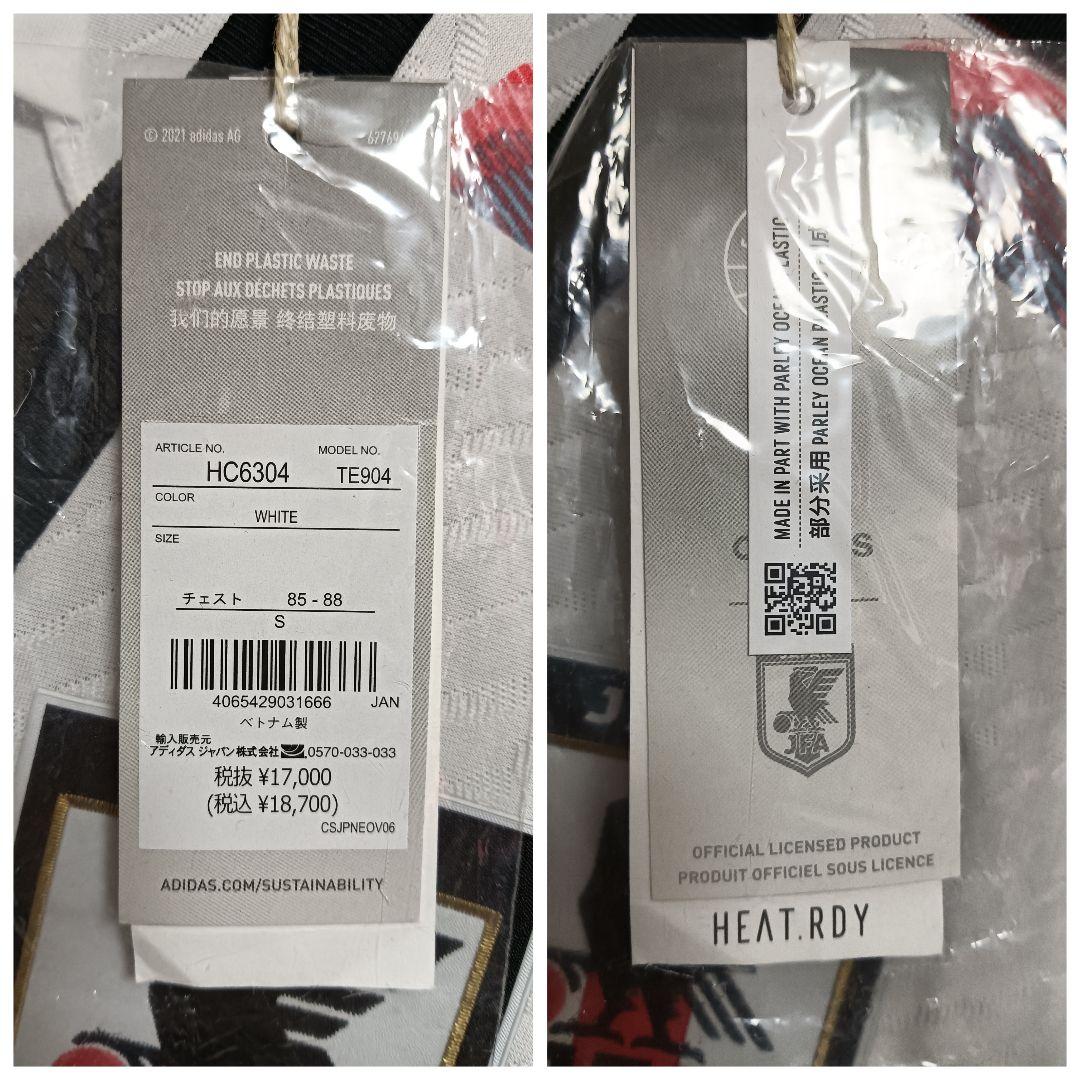 © 2021 adidas AG
END PLASTIC WASTE
STOP AUX DÉCHETS PLASTIQUES
我们的愿景 终结塑料废物
ARTICLE NO.
MODEL NO.
HC6304
TE904
COLOR
WHITE
SIZE
チェスト 85 - 88
S
4065429031666 JAN
ベトナム製
輸入販売元
アディダス ジャパン株式会社 0570-033-033
税抜 ¥17,000
(税込 ¥18,700)
CSJPNEOV06
ADIDAS.COM/SUSTAINABILITY
MADE IN PART WITH PARLEY OCEAN PLASTIC
部分采用 PARLEY OCEAN PLASTIC
JFA
OFFICIAL LICENSED PRODUCT
PRODUIT OFFICIEL SOUS LICENCE
HEAT.RDY